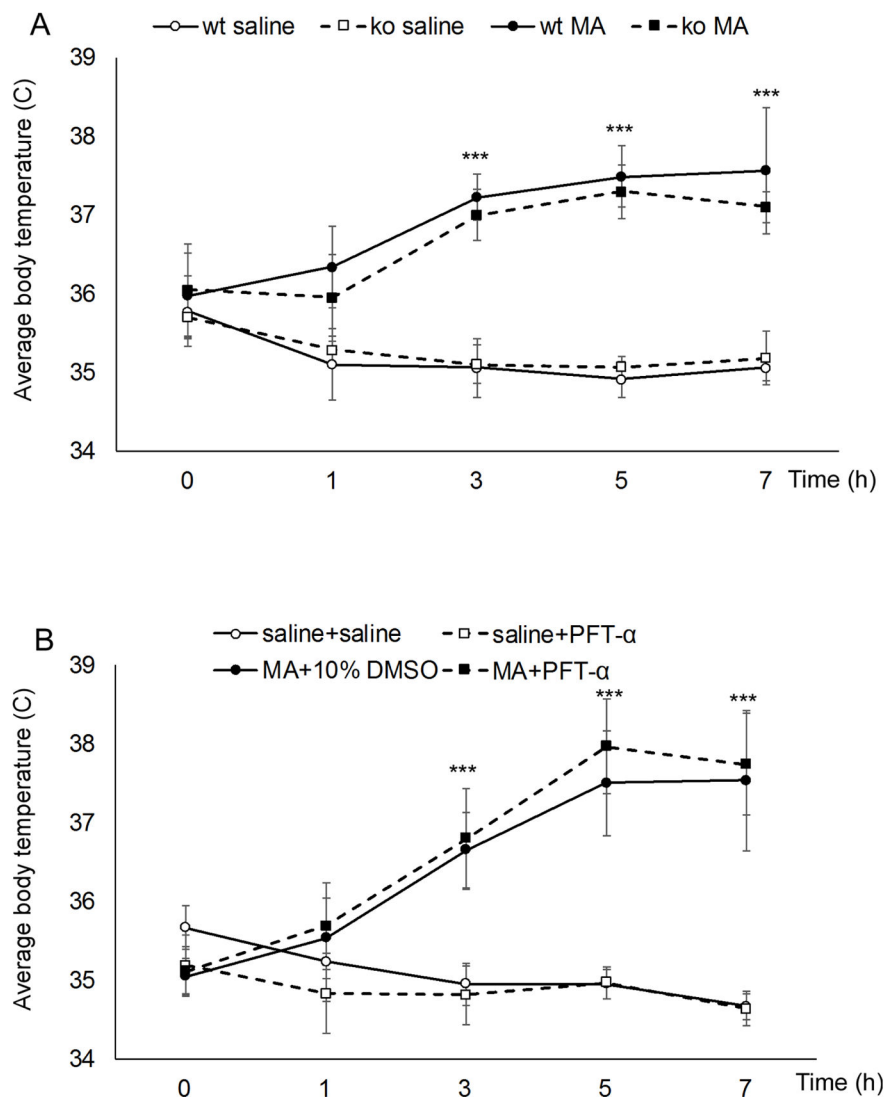 A
wt saline ko saline wt MA ko MA
Average body temperature (C)
39
38
37
36
35
34
***
***
***
0 1 3 5 7 Time (h)
B
saline+saline saline+PFT-α
MA+10% DMSO MA+PFT-α
Average body temperature (C)
39
38
37
36
35
34
***
***
***
0 1 3 5 7 Time (h)